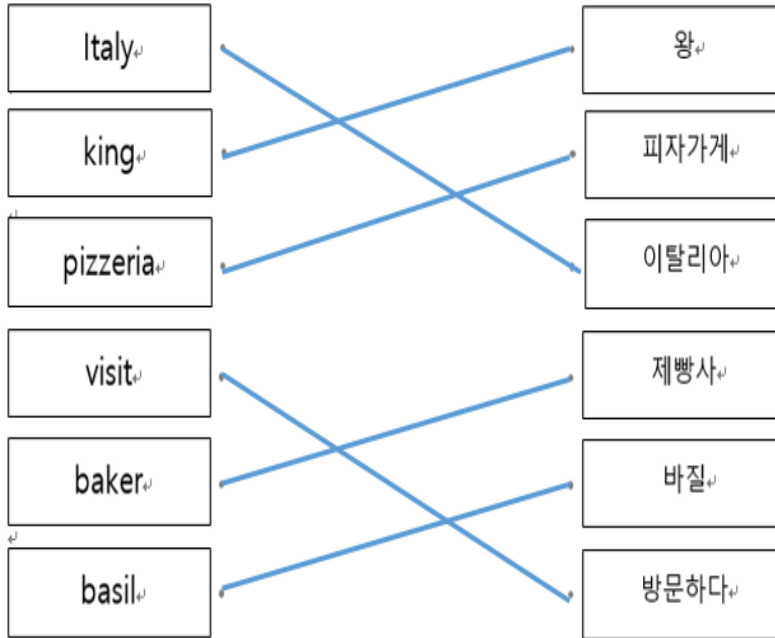 Italy
왕
king
피자가게
pizzeria
이탈리아
visit
제빵사
baker
바질
basil
방문하다